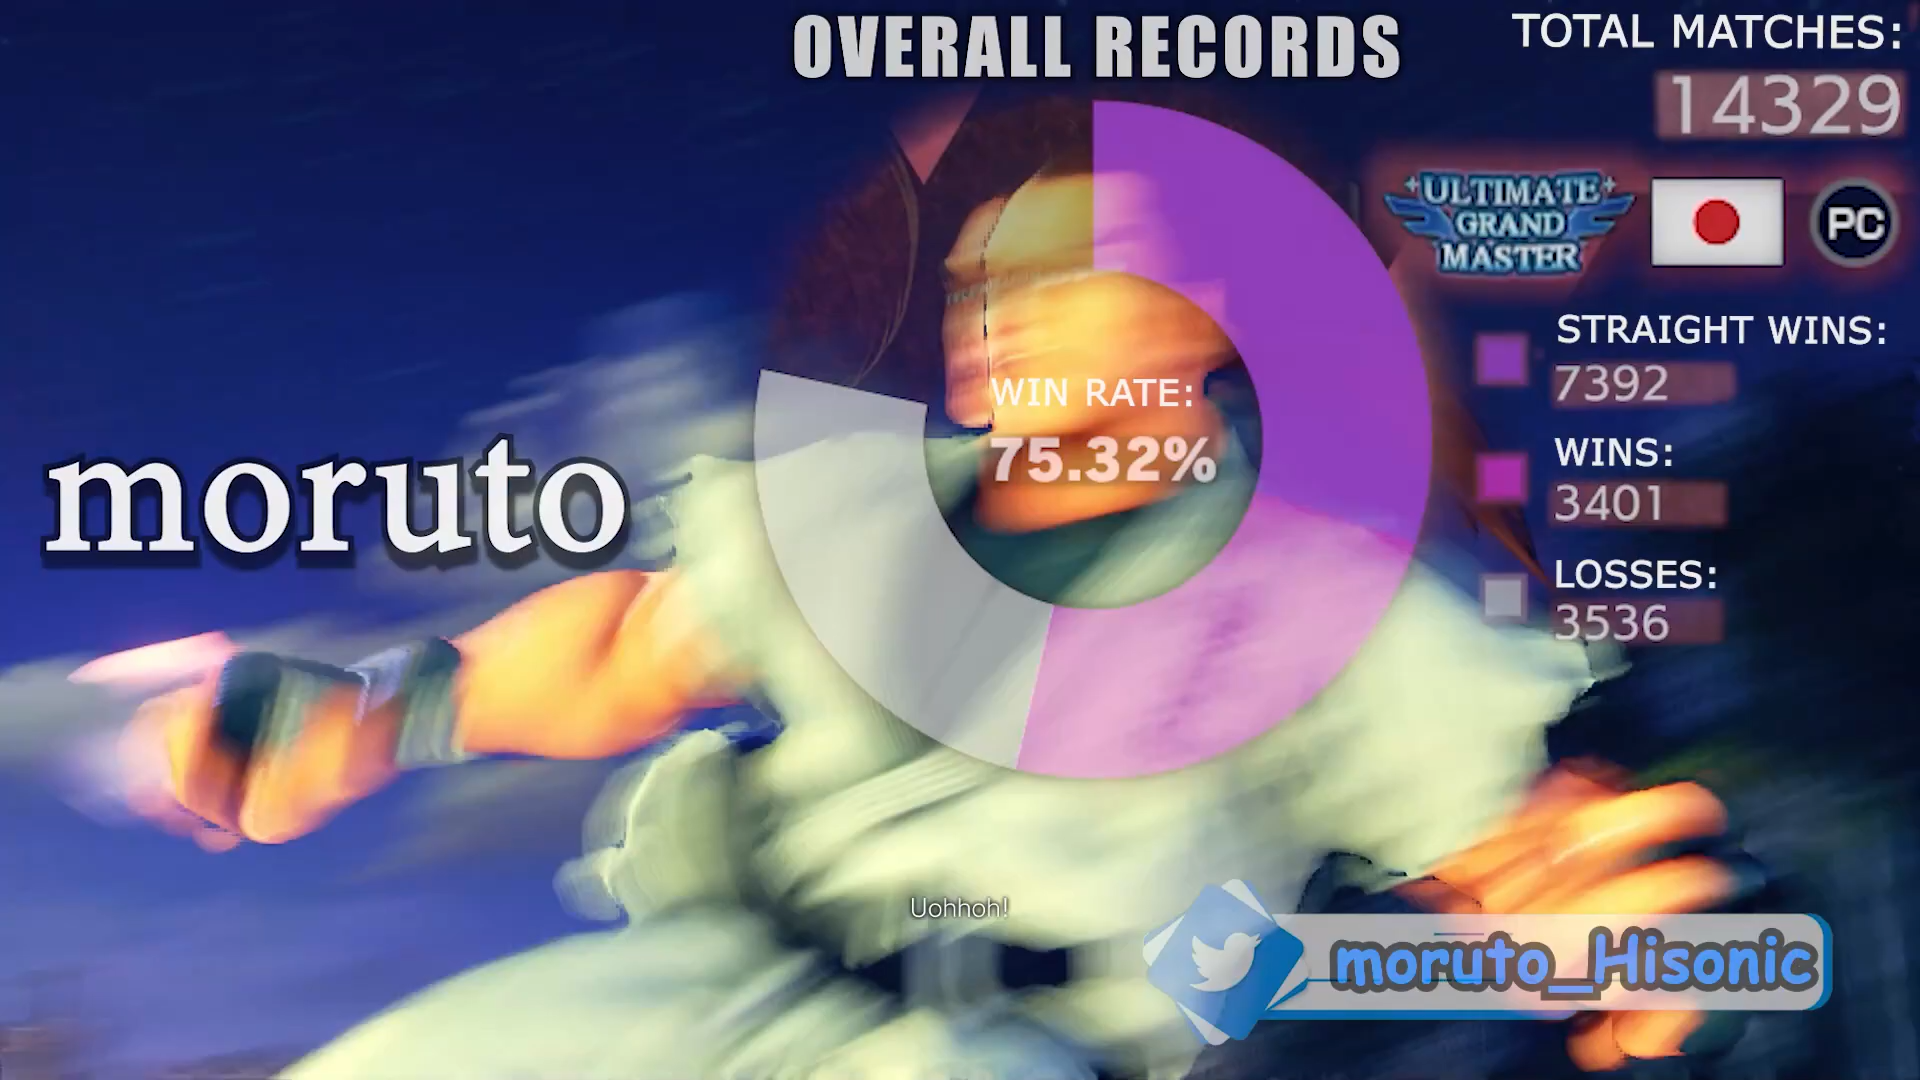 OVERALL RECORDS
TOTAL MATCHES:
14329
ULTIMATE
GRAND
MASTER
PC
STRAIGHT WINS:
7392
WIN RATE:
75.32%
WINS:
3401
moruto
LOSSES:
3536
Uohhoh!
moruto_Hisonic